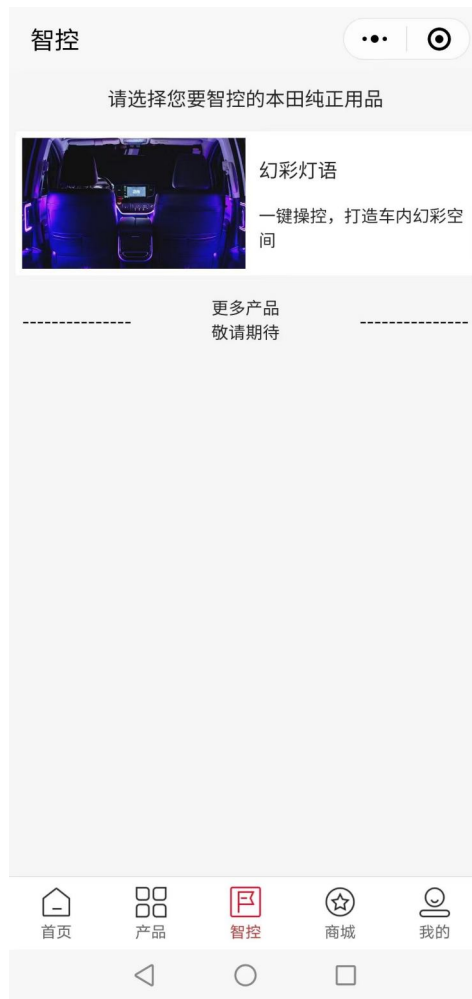 智控
请选择您要智控的本田纯正用品
幻彩灯语
一键操控，打造车内幻彩空
间
更多产品
敬请期待
首页
产品
智控
商城
我的